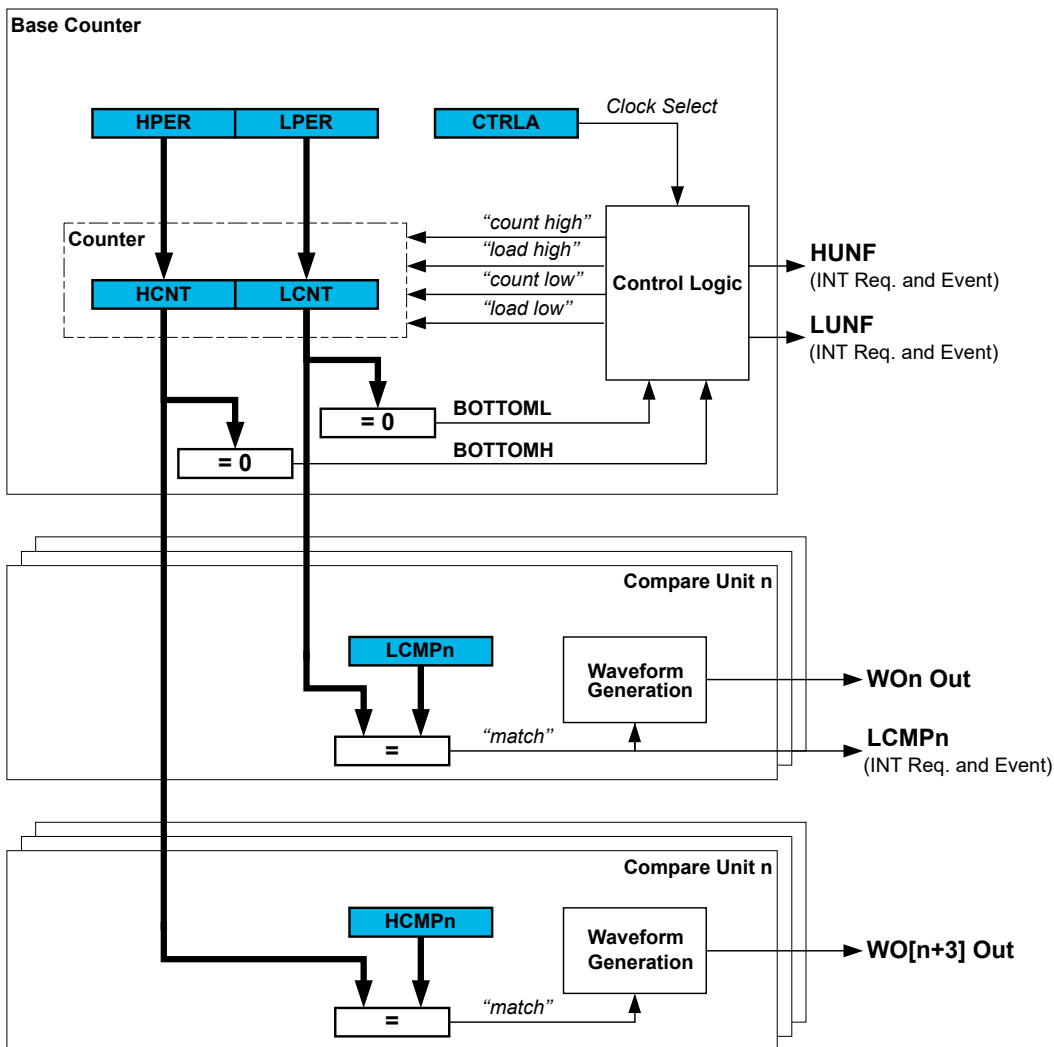 Base Counter
HPER LPER CTRLA
Clock Select
Counter
HCNT LCNT
“count high”
“load high”
“count low”
“load low”
Control Logic
HUNF
(INT Req. and Event)
LUNF
(INT Req. and Event)
= 0
BOTTOML
= 0
BOTTOMH
Compare Unit n
LCMPn
Waveform
Generation
WOn Out
=
“match”
LCMPn
(INT Req. and Event)
Compare Unit n
HCMPn
Waveform
Generation
WO[n+3] Out
=
“match”